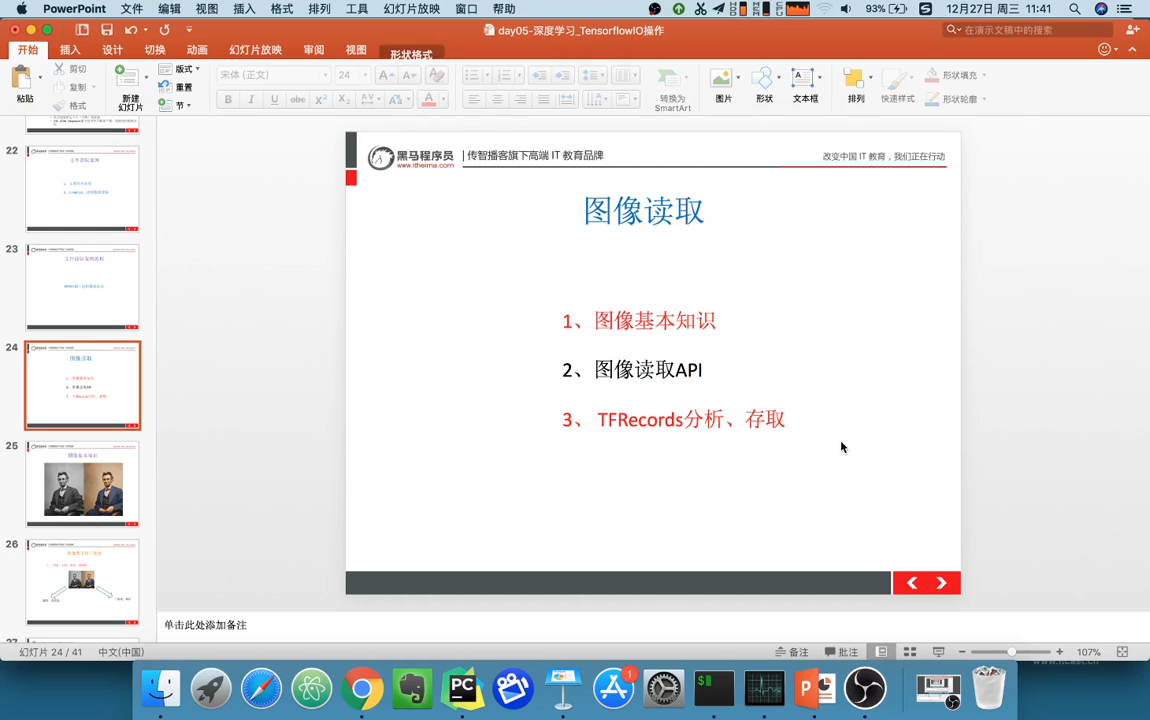 PowerPoint 文件 编辑 视图 插入 格式 排列 工具 幻灯片放映 窗口 帮助 93% 12月27日 周三 11:41
day05-深度学习_TensorflowIO操作
在演示文稿中的搜索
开始 插入 设计 切换 动画 幻灯片放映 审阅 视图 形状格式
粘贴 剪切 复制 格式
新建幻灯片 版式 重置 节
宋体 (正文) 24
转换为 SmartArt
图片 形状 文本框 排列 快速样式 形状填充 形状轮廓
22
23
24
25
图像基本知识
26
黑马程序员
www.itheima.com
传智播客旗下高端 IT 教育品牌
改变中国 IT 教育，我们正在行动
图像读取
1、图像基本知识
2、图像读取API
3、 TFRecords分析、存取
单击此处添加备注
幻灯片 24 / 41 中文(中国) 备注 批注 107%
www.itcast.cn